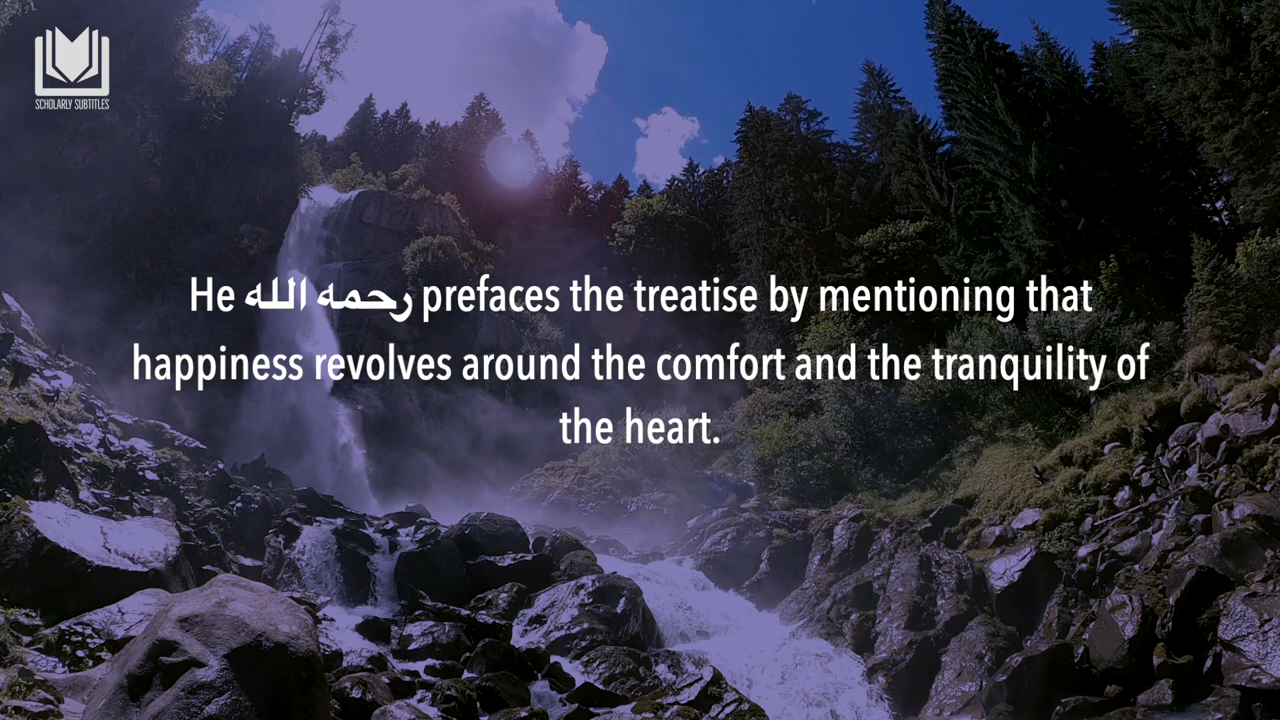 SCHOLARLY SUBTITLES
He رحمه الله prefaces the treatise by mentioning that
happiness revolves around the comfort and the tranquility of
the heart.